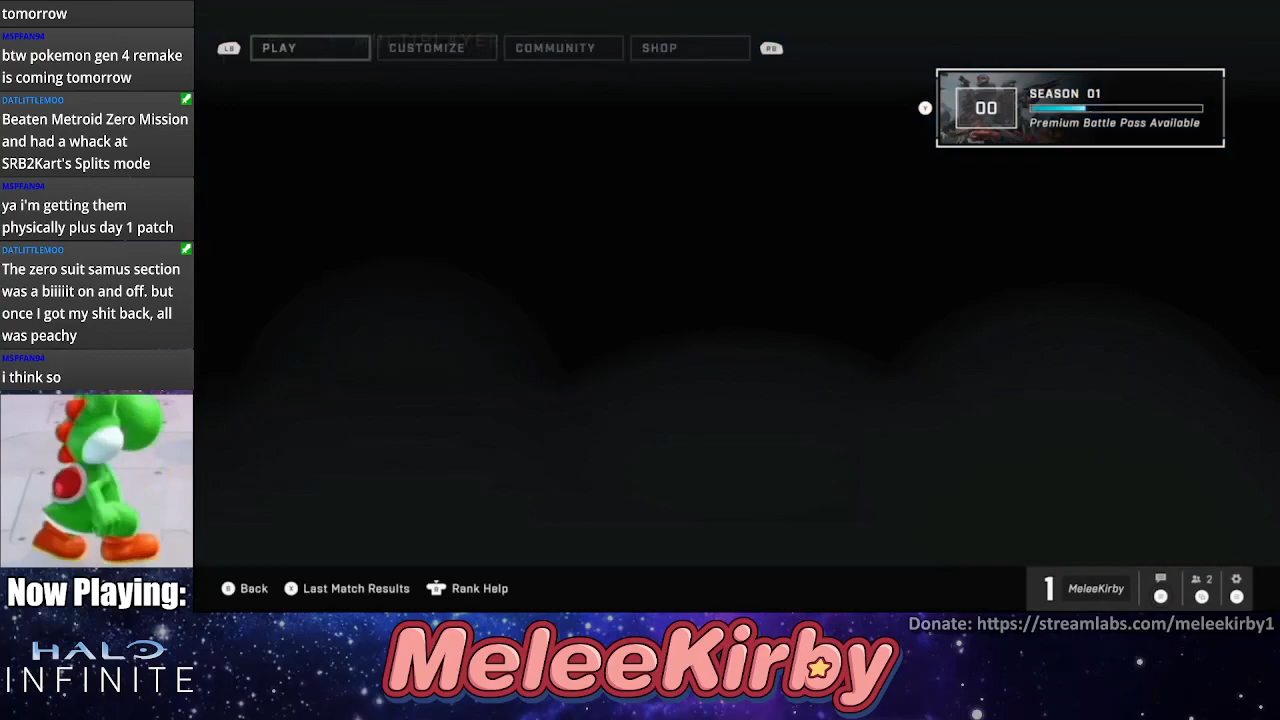 tomorrow
MSPFAN94
btw pokemon gen 4 remake
is coming tomorrow
DATLITTLEMOO
Beaten Metroid Zero Mission
and had a whack at
SRB2Kart's Splits mode
MSPFAN94
ya i'm getting them
physically plus day 1 patch
DATLITTLEMOO
The zero suit samus section
was a biiiit on and off. but
once I got my shit back, all
was peachy
MSPFAN94
i think so
Now Playing:
HALO
INFINITE
LB PLAY CUSTOMIZE COMMUNITY SHOP RB
MULTIPLAYER
Y
00
SEASON 01
Premium Battle Pass Available
B Back X Last Match Results Rank Help
1 MeleeKirby 2
Donate: https://streamlabs.com/meleekirby1
MeleeKirby